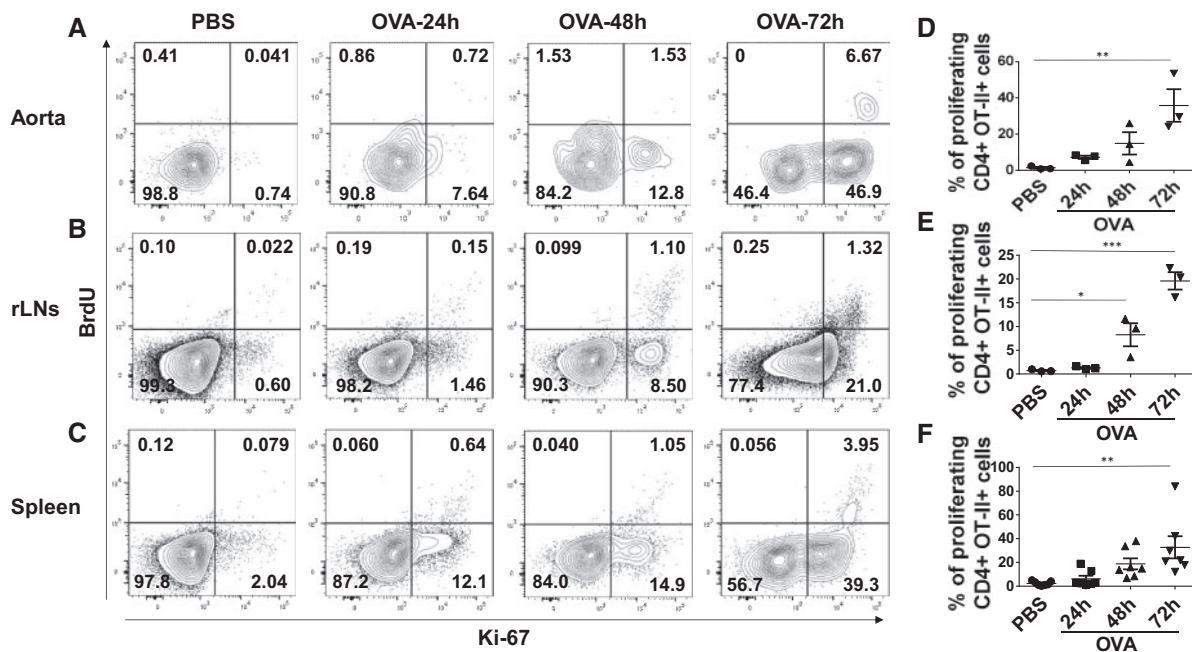 A PBS OVA-24h OVA-48h OVA-72h D
0.41 0.041 0.86 0.72 1.53 1.53 0 6.67
Aorta
98.8 0.74 90.8 7.64 84.2 12.8 46.4 46.9
% of proliferating
CD4+ OT-II+ cells
60
40
20
0
**
PBS 24h 48h 72h
OVA
B E
0.10 0.022 0.19 0.15 0.099 1.10 0.25 1.32
rLNs
BrdU
99.3 0.60 98.2 1.46 90.3 8.50 77.4 21.0
% of proliferating
CD4+ OT-II+ cells
25
20
15
10
5
0
***
*
PBS 24h 48h 72h
OVA
C F
0.12 0.079 0.060 0.64 0.040 1.05 0.056 3.95
Spleen
97.8 2.04 87.2 12.1 84.0 14.9 56.7 39.3
Ki-67
% of proliferating
CD4+ OT-II+ cells
100
80
60
40
20
0
**
PBS 24h 48h 72h
OVA